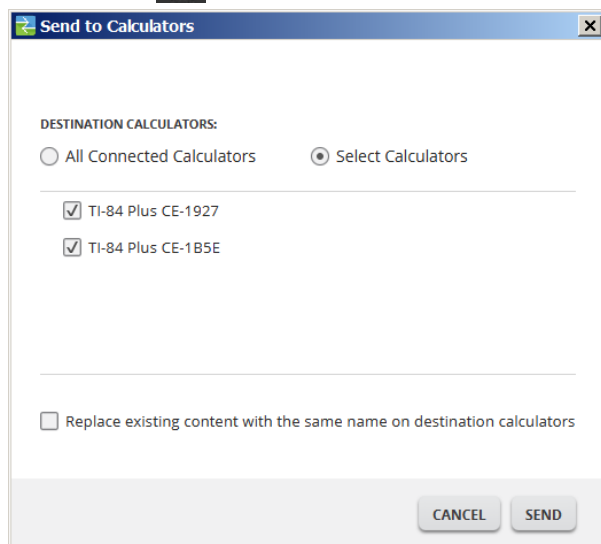 Send to Calculators
DESTINATION CALCULATORS:
All Connected Calculators Select Calculators
TI-84 Plus CE-1927
TI-84 Plus CE-1B5E
Replace existing content with the same name on destination calculators
CANCEL SEND